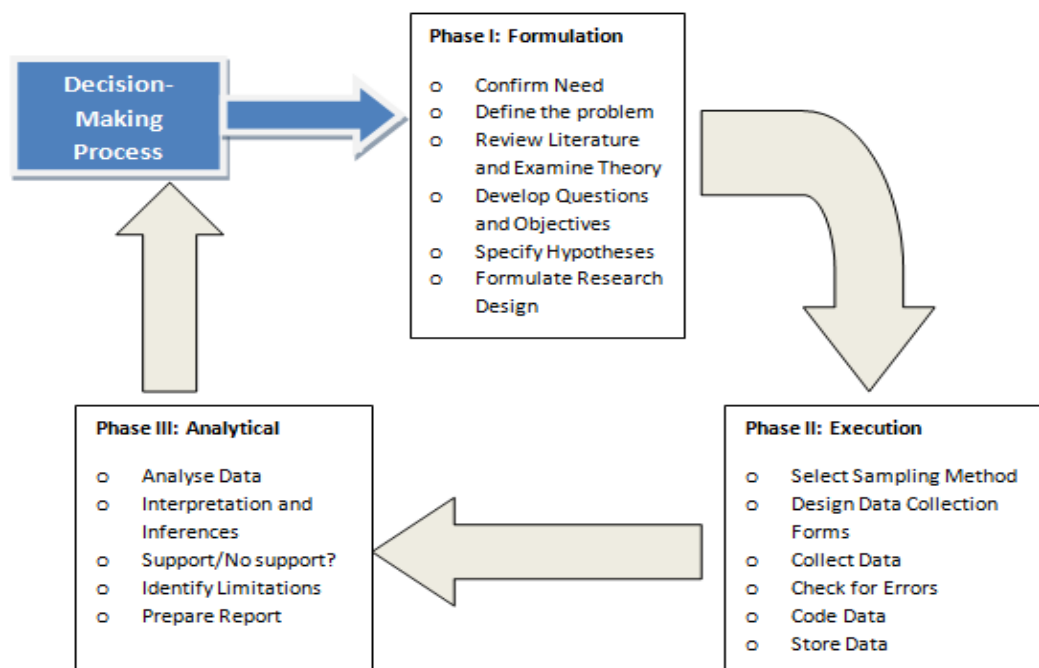 Decision-
Making
Process
Phase I: Formulation
o Confirm Need
o Define the problem
o Review Literature
and Examine Theory
o Develop Questions
and Objectives
o Specify Hypotheses
o Formulate Research
Design
Phase II: Execution
o Select Sampling Method
o Design Data Collection
Forms
o Collect Data
o Check for Errors
o Code Data
o Store Data
Phase III: Analytical
o Analyse Data
o Interpretation and
Inferences
o Support/No support?
o Identify Limitations
o Prepare Report